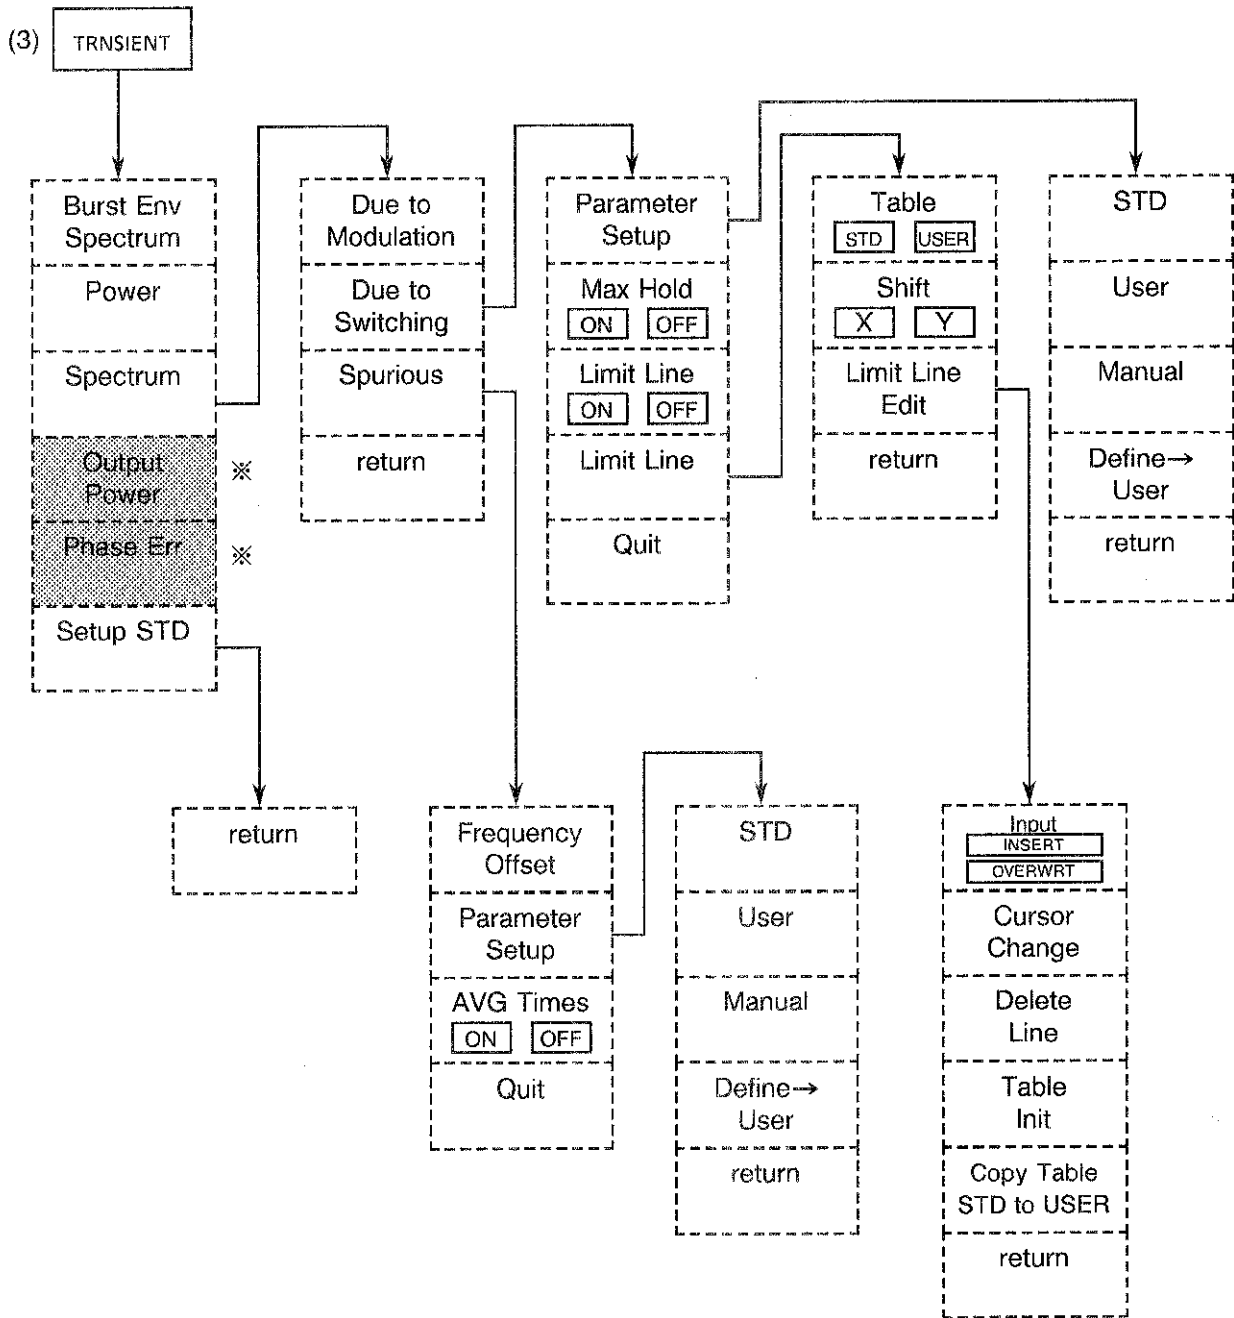 (3) TRNSIENT
Burst Env
Spectrum
Power
Spectrum
Output
Power
※
Phase Err
※
Setup STD
Due to
Modulation
Due to
Switching
Spurious
return
Parameter
Setup
Max Hold
ON OFF
Limit Line
ON OFF
Limit Line
Quit
Table
STD USER
Shift
X Y
Limit Line
Edit
return
STD
User
Manual
Define→
User
return
return
Frequency
Offset
Parameter
Setup
AVG Times
ON OFF
Quit
STD
User
Manual
Define→
User
return
Input
INSERT
OVERWRT
Cursor
Change
Delete
Line
Table
Init
Copy Table
STD to USER
return